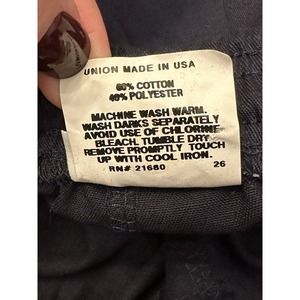 UNION MADE IN USA
60% COTTON
40% POLYESTER
MACHINE WASH WARM.
WASH DARKS SEPARATELY
AVOID USE OF CHLORINE
BLEACH. TUMBLE DRY
REMOVE PROMPTLY TOUCH
UP WITH COOL IRON.
RN# 21680 26